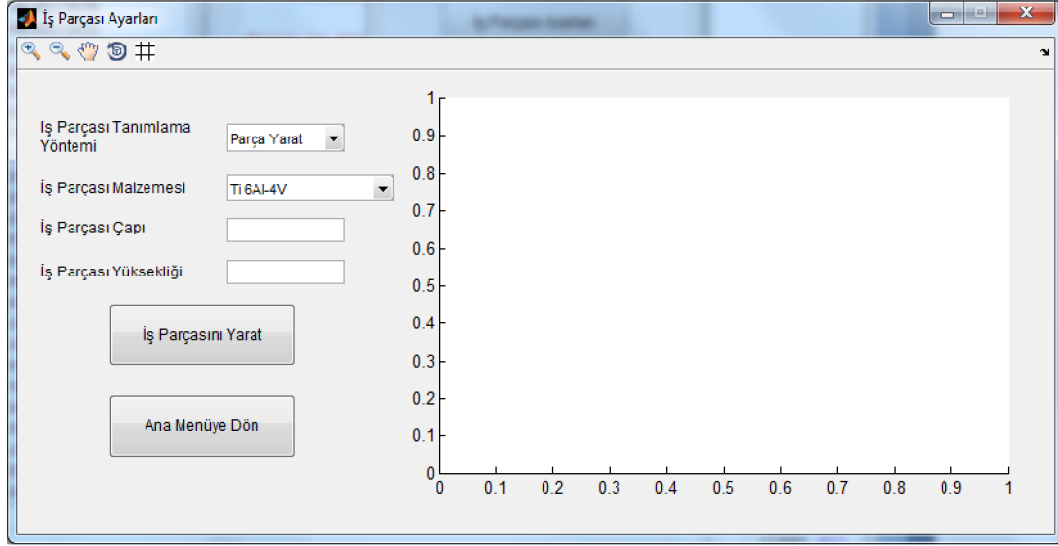 İş Parçası Ayarları
İş Parçası Tanımlama
Yöntemi
Parça Yarat
İş Parçası Malzemesi
Ti 6Al-4V
İş Parçası Çapı
İş Parçası Yüksekliği
İş Parçasını Yarat
Ana Menüye Dön
1
0.9
0.8
0.7
0.6
0.5
0.4
0.3
0.2
0.1
0
0 0.1 0.2 0.3 0.4 0.5 0.6 0.7 0.8 0.9 1